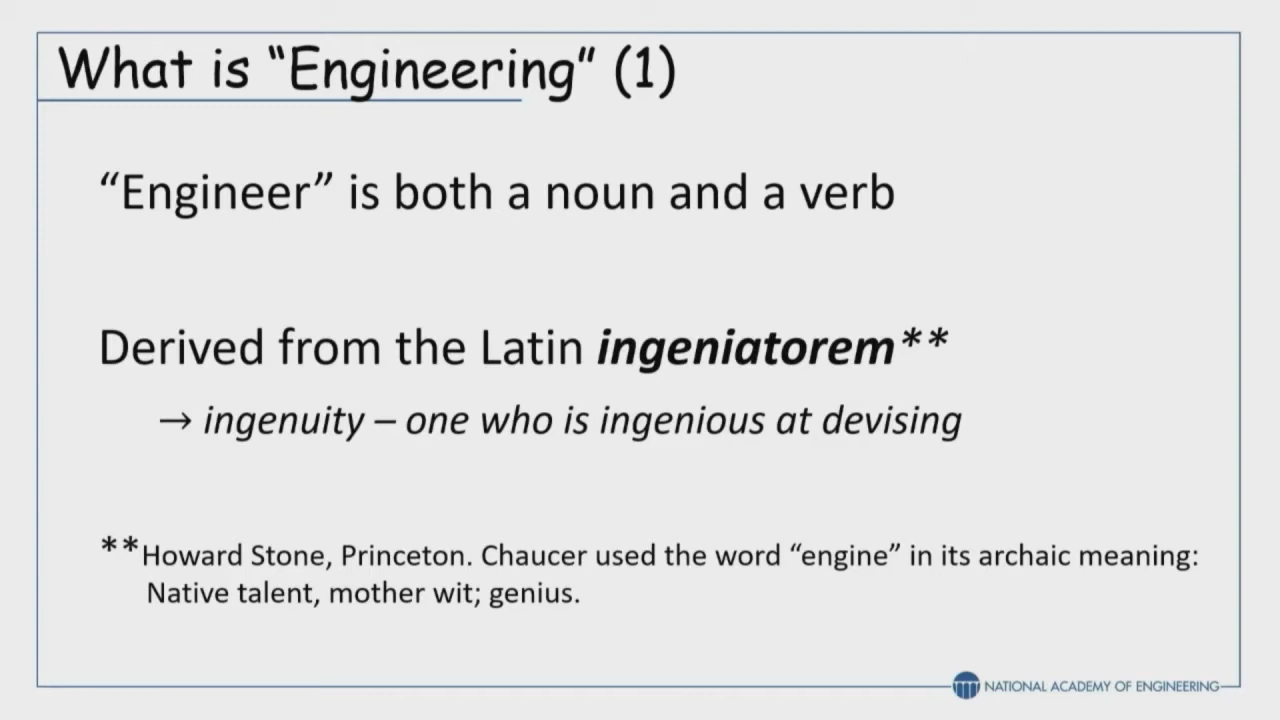 What is “Engineering” (1)
“Engineer” is both a noun and a verb
Derived from the Latin ingeniatorem**
→ ingenuity – one who is ingenious at devising
**Howard Stone, Princeton. Chaucer used the word “engine” in its archaic meaning:
Native talent, mother wit; genius.
NATIONAL ACADEMY OF ENGINEERING